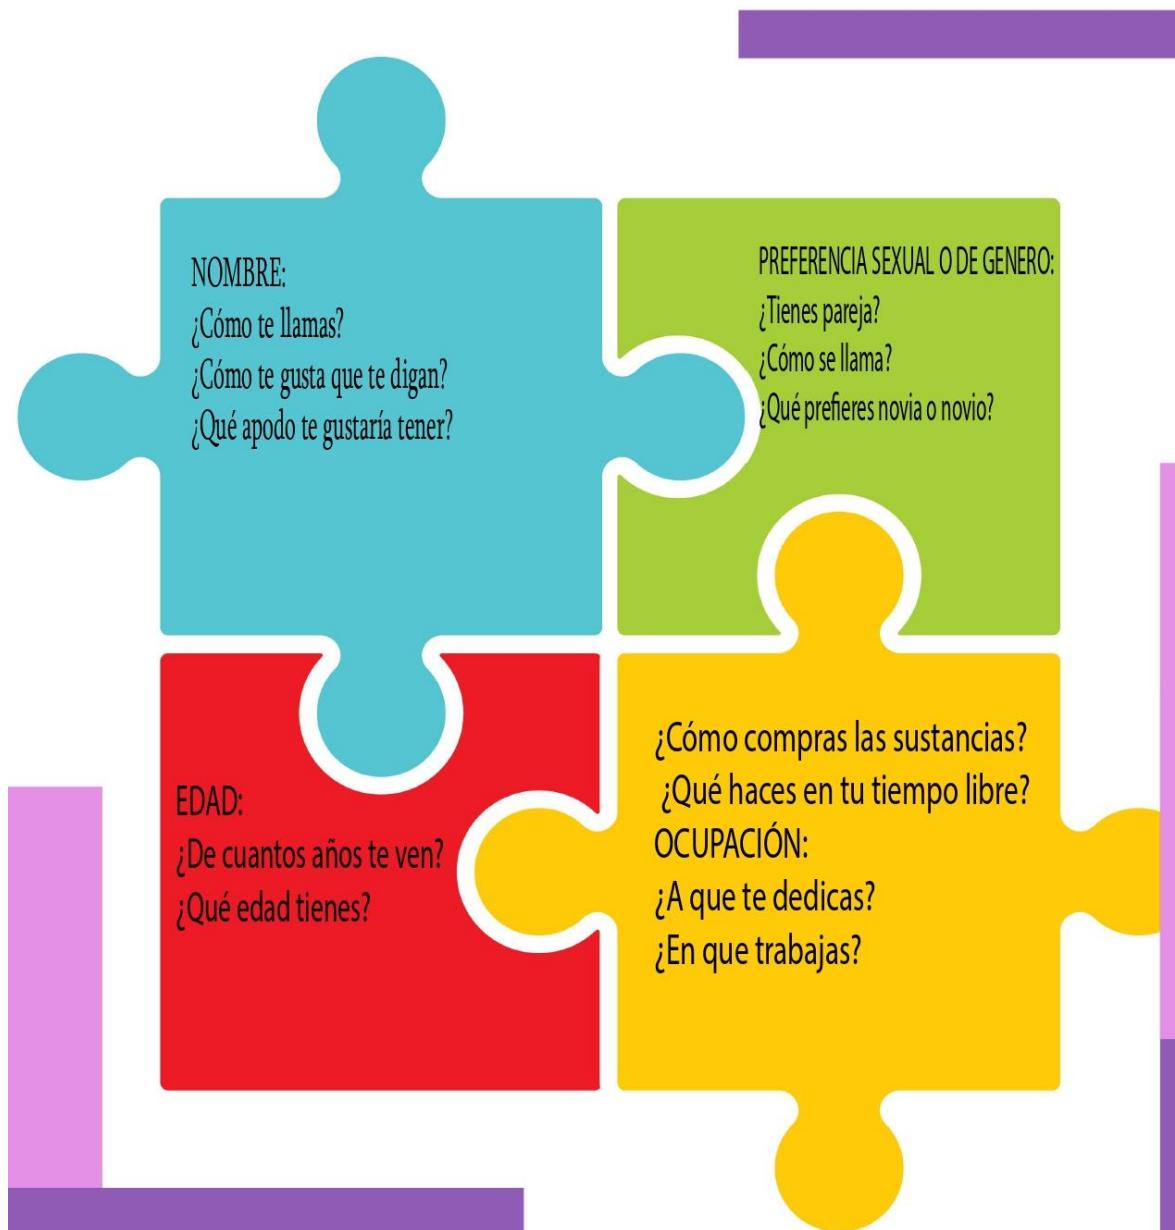 NOMBRE:
¿Cómo te llamas?
¿Cómo te gusta que te digan?
¿Qué apodo te gustaría tener?
PREFERENCIA SEXUAL O DE GENERO:
¿Tienes pareja?
¿Cómo se llama?
¿Qué prefieres novia o novio?
EDAD:
¿De cuantos años te ven?
¿Qué edad tienes?
¿Cómo compras las sustancias?
¿Qué haces en tu tiempo libre?
OCUPACIÓN:
¿A que te dedicas?
¿En que trabajas?